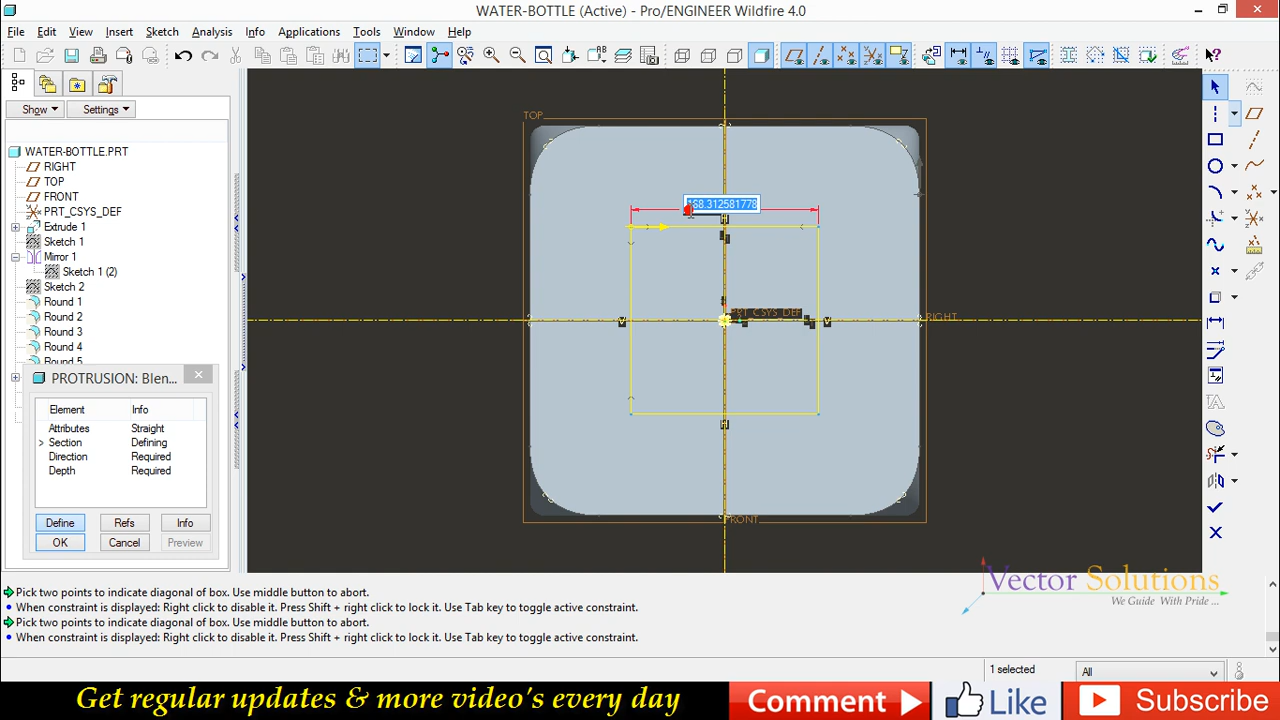 WATER-BOTTLE (Active) - Pro/ENGINEER Wildfire 4.0
File Edit View Insert Sketch Analysis Info Applications Tools Window Help
Show Settings
WATER-BOTTLE.PRT
RIGHT
TOP
FRONT
PRT_CSYS_DEF
Extrude 1
Sketch 1
Mirror 1
Sketch 1 (2)
Sketch 2
Round 1
Round 2
Round 3
Round 4
Round 5
PROTRUSION: Blen...
Element Info
Attributes Straight
> Section Defining
Direction Required
Depth Required
Define Refs Info
OK Cancel Preview
TOP
168.312581778
H
V PRT_CSYS_DEF V RIGHT
H
FRONT
Pick two points to indicate diagonal of box. Use middle button to abort.
When constraint is displayed: Right click to disable it. Press Shift + right click to lock it. Use Tab key to toggle active constraint.
Pick two points to indicate diagonal of box. Use middle button to abort.
When constraint is displayed: Right click to disable it. Press Shift + right click to lock it. Use Tab key to toggle active constraint.
Vector Solutions
We Guide With Pride ...
1 selected All
Get regular updates & more video's every day Comment Like Subscribe